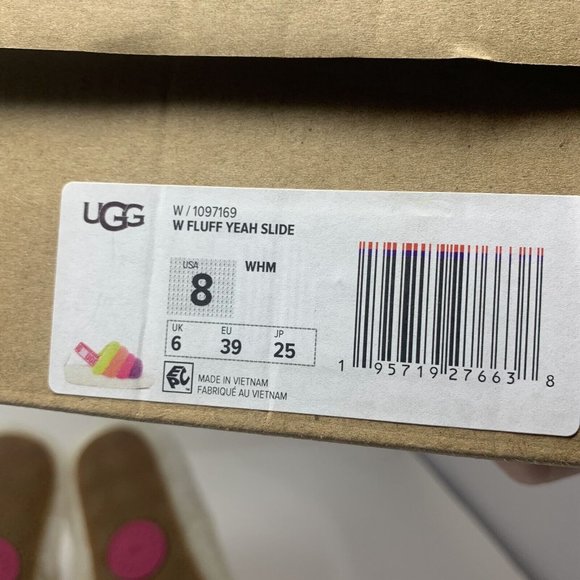 UGG
W / 1097169
W FLUFF YEAH SLIDE
USA
8
WHM
UK
6
EU
39
JP
25
MADE IN VIETNAM
FABRIQUÉ AU VIETNAM
1 95719 27663 8